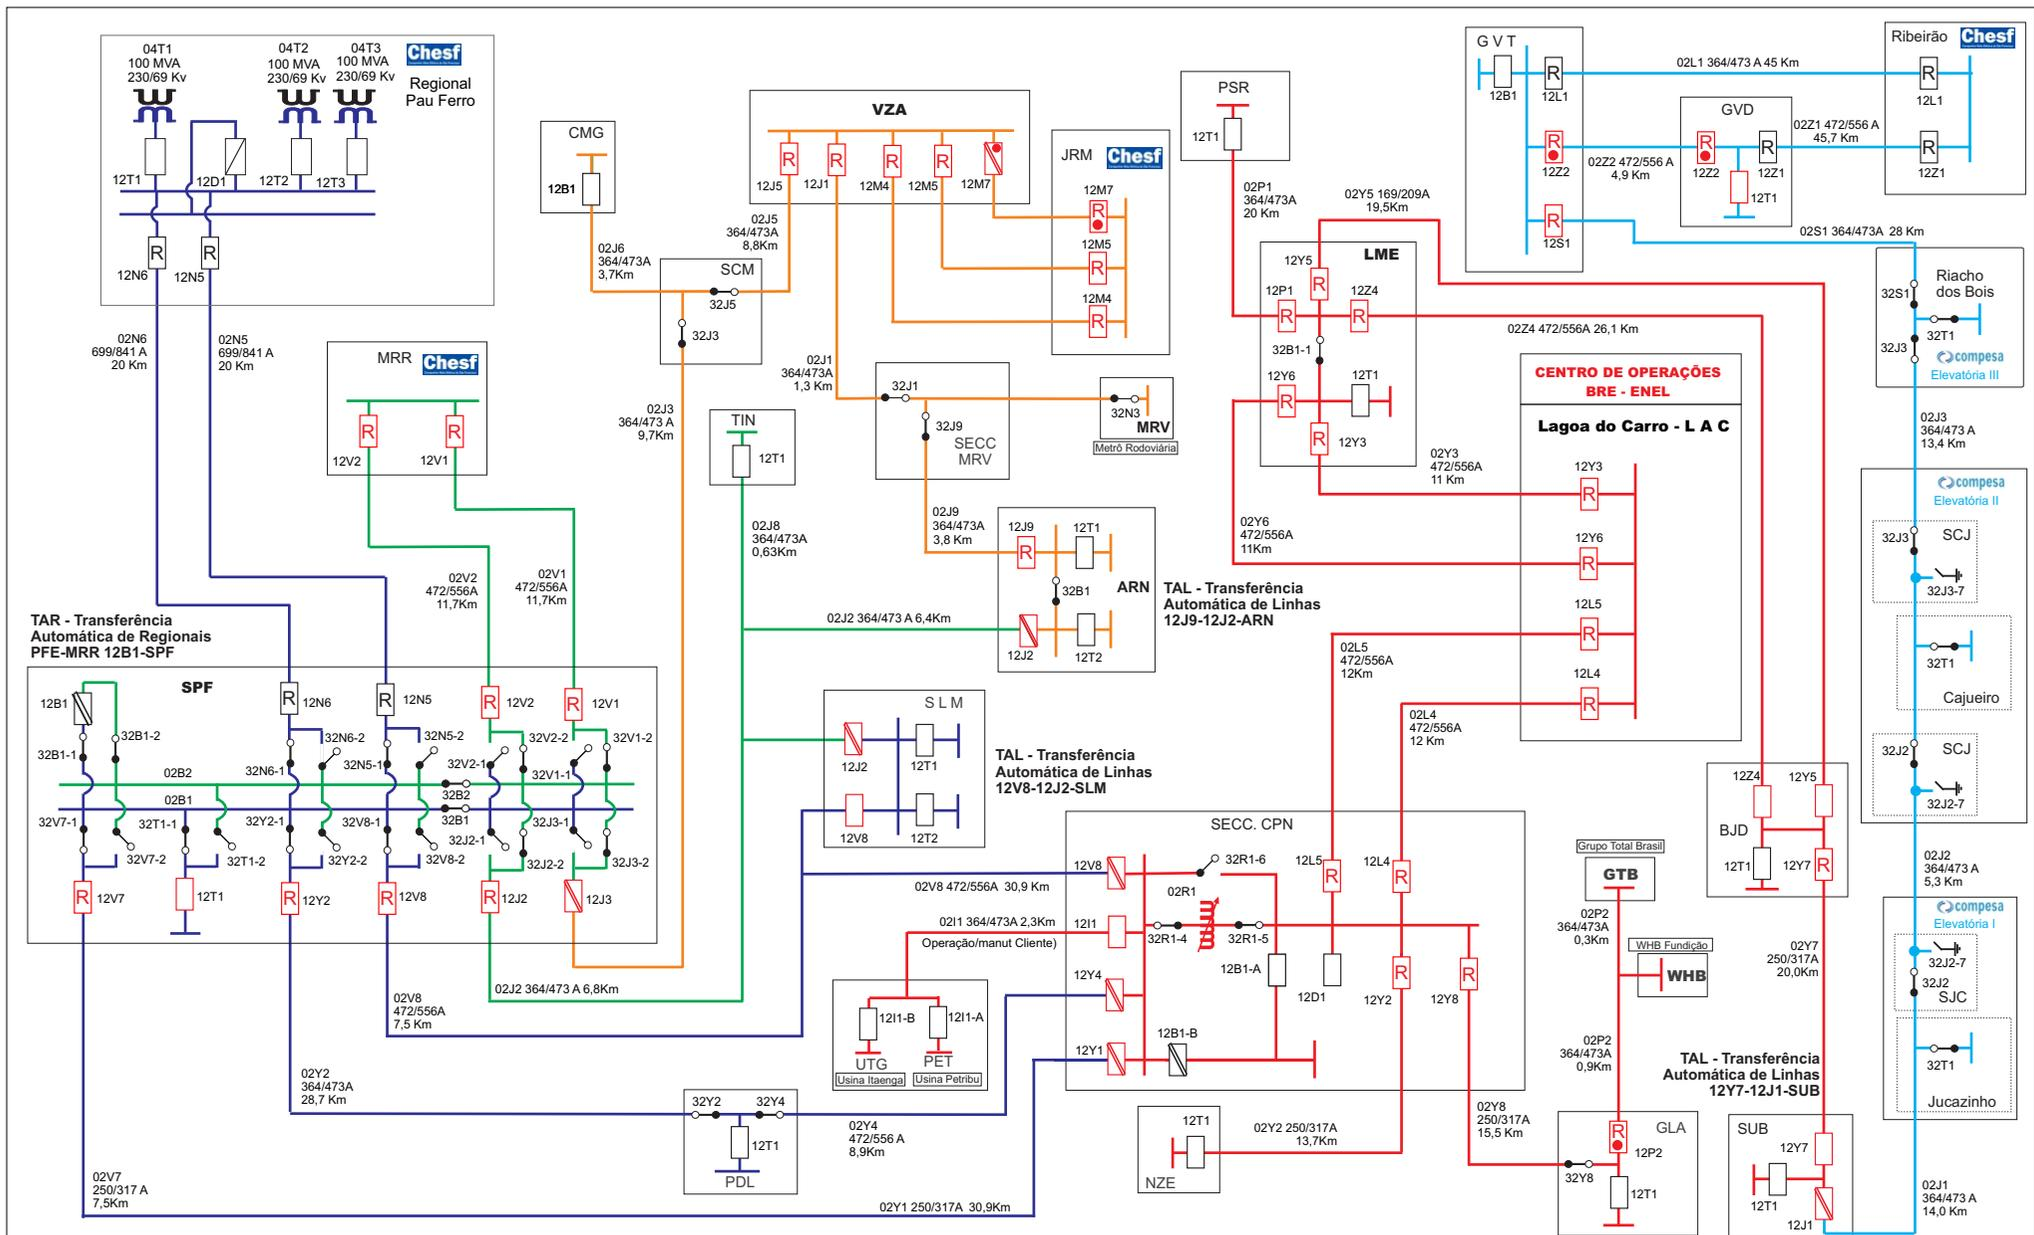 04T1
100 MVA
230/69 Kv
04T2
100 MVA
230/69 Kv
04T3
100 MVA
230/69 Kv
Chesf
Regional
Pau Ferro
12T1
12D1
12T2
12T3
R
R
12N6
12N5
02N6
699/841 A
20 Km
02N5
699/841 A
20 Km
MRR
Chesf
R
R
12V2
12V1
02V2
472/556A
11,7Km
02V1
472/556A
11,7Km
CMG
12B1
02J6
364/473A
3,7Km
SCM
32J5
32J3
02J5
364/473A
8,8Km
02J3
364/473 A
9,7Km
VZA
R
R
R
R
12J5
12J1
12M4
12M5
12M7
JRM
Chesf
12M7
R
12M5
R
12M4
R
02J1
364/473A
1,3 Km
32J1
32J9
SECC
MRV
32N3
MRV
Metrô Rodoviária
TIN
12T1
02J8
364/473A
0,63Km
02J9
364/473A
3,8 Km
12J9
R
12T1
32B1
ARN
12J2
12T2
02J2 364/473 A 6,4Km
TAL - Transferência
Automática de Linhas
12J9-12J2-ARN
PSR
12T1
02P1
364/473A
20 Km
02Y5 169/209A
19,5Km
LME
12Y5
R
12P1
R
12Z4
R
32B1-1
12Y6
R
12T1
R
12Y3
02Z4 472/556A 26,1 Km
02Y3
472/556A
11 Km
02Y6
472/556A
11Km
CENTRO DE OPERAÇÕES
BRE - ENEL
Lagoa do Carro - L A C
12Y3
R
12Y6
R
12L5
R
12L4
R
02L5
472/556A
12Km
02L4
472/556A
12 Km
G V T
12B1
R
12L1
R
12Z2
R
12S1
02L1 364/473 A 45 Km
GVD
R
12Z2
R
12Z1
12T1
02Z2 472/556 A
4,9 Km
02Z1 472/556 A
45,7 Km
Ribeirão
Chesf
R
12L1
R
12Z1
02S1 364/473A 28 Km
Riacho
dos Bois
32S1
32T1
32J3
compesa
Elevatória III
02J3
364/473 A
13,4 Km
compesa
Elevatória II
32J3
SCJ
32J3-7
32T1
Cajueiro
32J2
SCJ
32J2-7
02J2
364/473 A
5,3 Km
compesa
Elevatória I
32J2-7
32J2
SJC
32T1
Jucazinho
02J1
364/473 A
14,0 Km
TAR - Transferência
Automática de Regionais
PFE-MRR 12B1-SPF
SPF
12B1
R
12N6
R
12N5
R
12V2
R
12V1
32B1-1
32B1-2
32N6-2
32N6-1
32N5-2
32N5-1
32V2-2
32V2-1
32V1-2
32V1-1
02B2
32B2
02B1
32B1
32V7-1
32V7-2
32T1-1
32T1-2
32Y2-1
32Y2-2
32V8-1
32V8-2
32J2-1
32J2-2
32J3-1
32J3-2
R
12V7
12T1
R
12Y2
R
12V8
R
12J2
12J3
02J2 364/473 A 6,8Km
02V8
472/556A
7,5 Km
02Y2
364/473A
28,7 Km
02V7
250/317 A
7,5Km
S L M
12J2
12T1
12V8
12T2
TAL - Transferência
Automática de Linhas
12V8-12J2-SLM
02V8 472/556A 30,9 Km
02I1 364/473A 2,3Km
Operação/manut Cliente)
12I1-B
12I1-A
UTG
PET
Usina Itaenga
Usina Petribu
32Y2
32Y4
12T1
PDL
02Y4
472/556 A
8,9Km
02Y1 250/317A 30,9Km
SECC. CPN
12V8
32R1-6
12L5
R
12L4
R
02R1
12I1
32R1-4
32R1-5
12B1-A
12D1
R
12Y2
R
12Y8
12Y4
12Y1
12B1-B
12T1
NZE
02Y2 250/317A
13,7Km
02Y8
250/317A
15,5 Km
Grupo Total Brasil
GTB
02P2
364/473A
0,3Km
WHB Fundição
WHB
02P2
364/473A
0,9Km
R
GLA
12P2
32Y8
12T1
12Z4
12Y5
BJD
12T1
12Y7
R
02Y7
250/317A
20,0Km
TAL - Transferência
Automática de Linhas
12Y7-12J1-SUB
SUB
12Y7
12T1
12J1